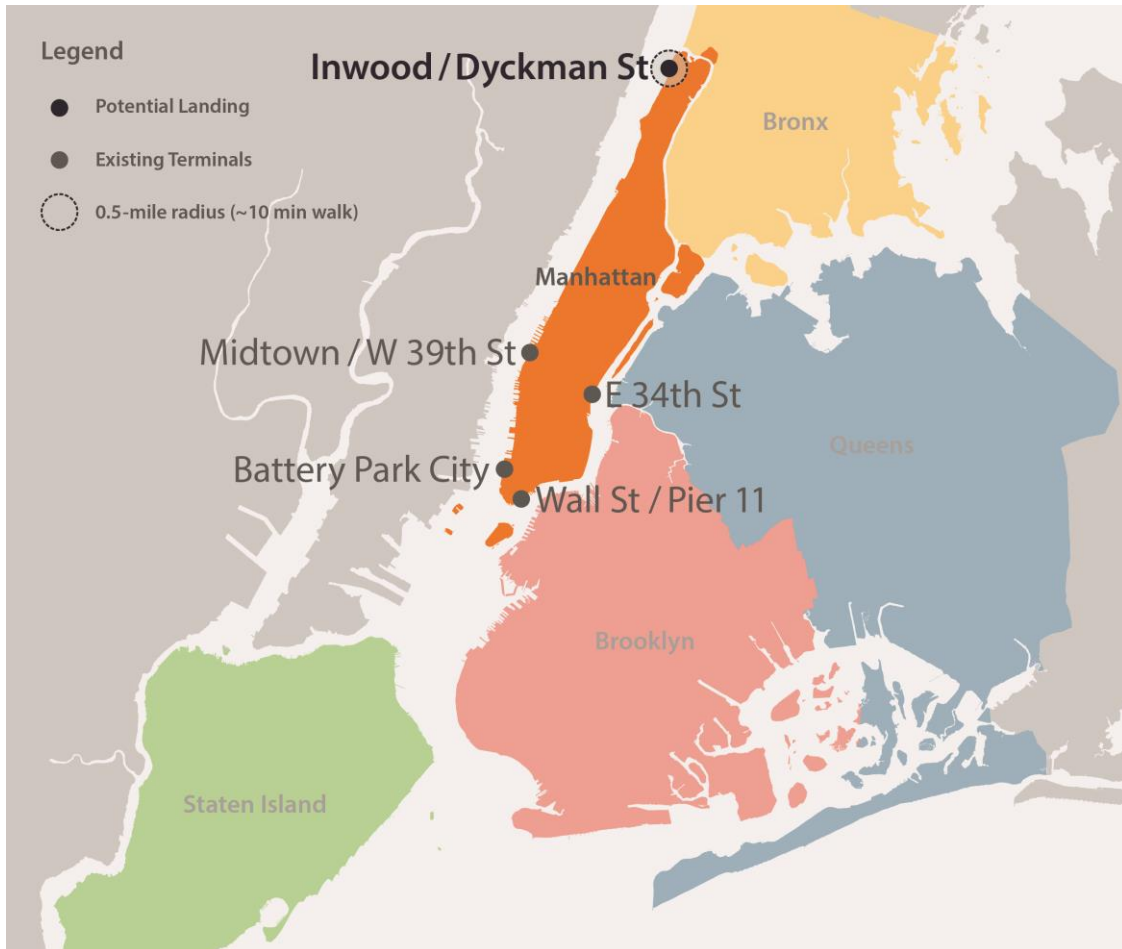 Legend
Potential Landing
Existing Terminals
0.5-mile radius (~10 min walk)
Inwood / Dyckman St
Bronx
Manhattan
Midtown / W 39th St
E 34th St
Queens
Battery Park City
Wall St / Pier 11
Brooklyn
Staten Island